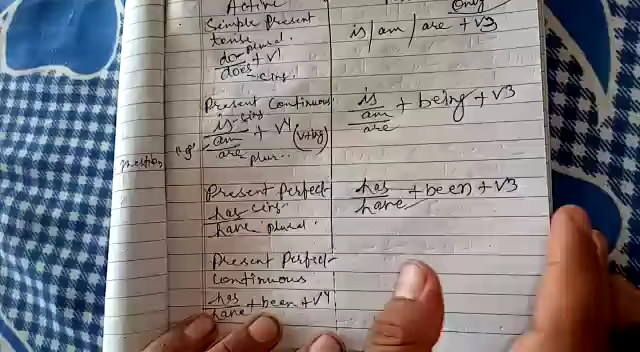 Active
Only
Simple Present
tense.
is/am/are + V3
do plural. + V1
does sing.
Present Continuous
is sing + V4 (V+ing)
am
are plur..
is + being + V3
am
are
"I"
Present Perfect
has sing.
have plural.
has + been + V3
have
Present Perfect
continuous
has + been + V4
have